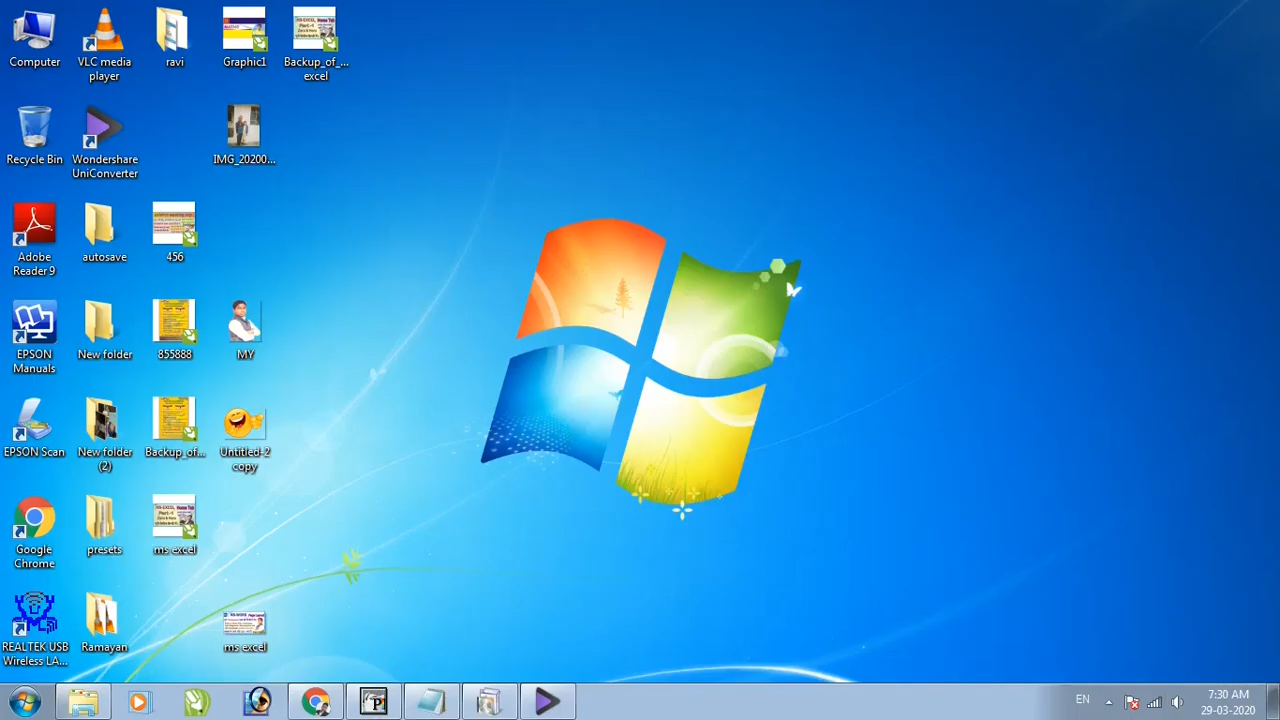 Computer
VLC media
player
ravi
Graphic1
Backup_of_...
excel
Recycle Bin
Wondershare
UniConverter
IMG_20200...
Adobe
Reader 9
autosave
456
EPSON
Manuals
New folder
855888
MY
EPSON Scan
New folder
(2)
Backup_of...
Untitled-2
copy
Google
Chrome
presets
ms excel
REALTEK USB
Wireless LA...
Ramayan
ms excel
EN
7:30 AM
29-03-2020